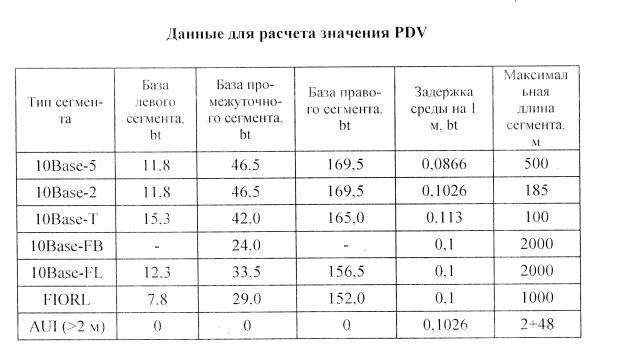 Данные для расчета значения PDV
Тип сегмен-
та
База
левого
сегмента,
bt
База про-
межуточно-
го сегмента,
bt
База право-
го сегмента,
bt
Задержка
среды на 1
м, bt
Максимал
ьная
длина
сегмента,
м
10Base-5 11,8 46,5 169,5 0,0866 500
10Base-2 11,8 46,5 169,5 0,1026 185
10Base-T 15,3 42,0 165,0 0,113 100
10Base-FB - 24,0 - 0,1 2000
10Base-FL 12,3 33,5 156,5 0,1 2000
FIORL 7,8 29,0 152,0 0,1 1000
AUI (>2 м) 0 0 0 0,1026 2+48